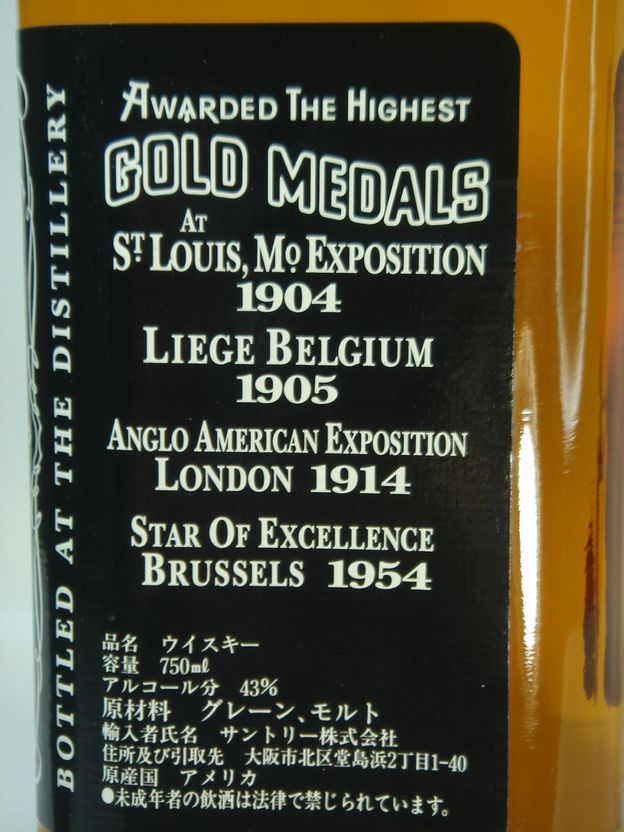 AWARDED THE HIGHEST
GOLD MEDALS
AT
ST. LOUIS, MO EXPOSITION
1904
LIEGE BELGIUM
1905
ANGLO AMERICAN EXPOSITION
LONDON 1914
STAR OF EXCELLENCE
BRUSSELS 1954
品名 ウイスキー
容量 750ml
アルコール分 43%
原材料 グレーン、モルト
輸入者氏名 サントリー株式会社
住所及び引取先 大阪市北区堂島浜2丁目1-40
原産国 アメリカ
●未成年者の飲酒は法律で禁じられています。
BOTTLED AT THE DISTILLERY